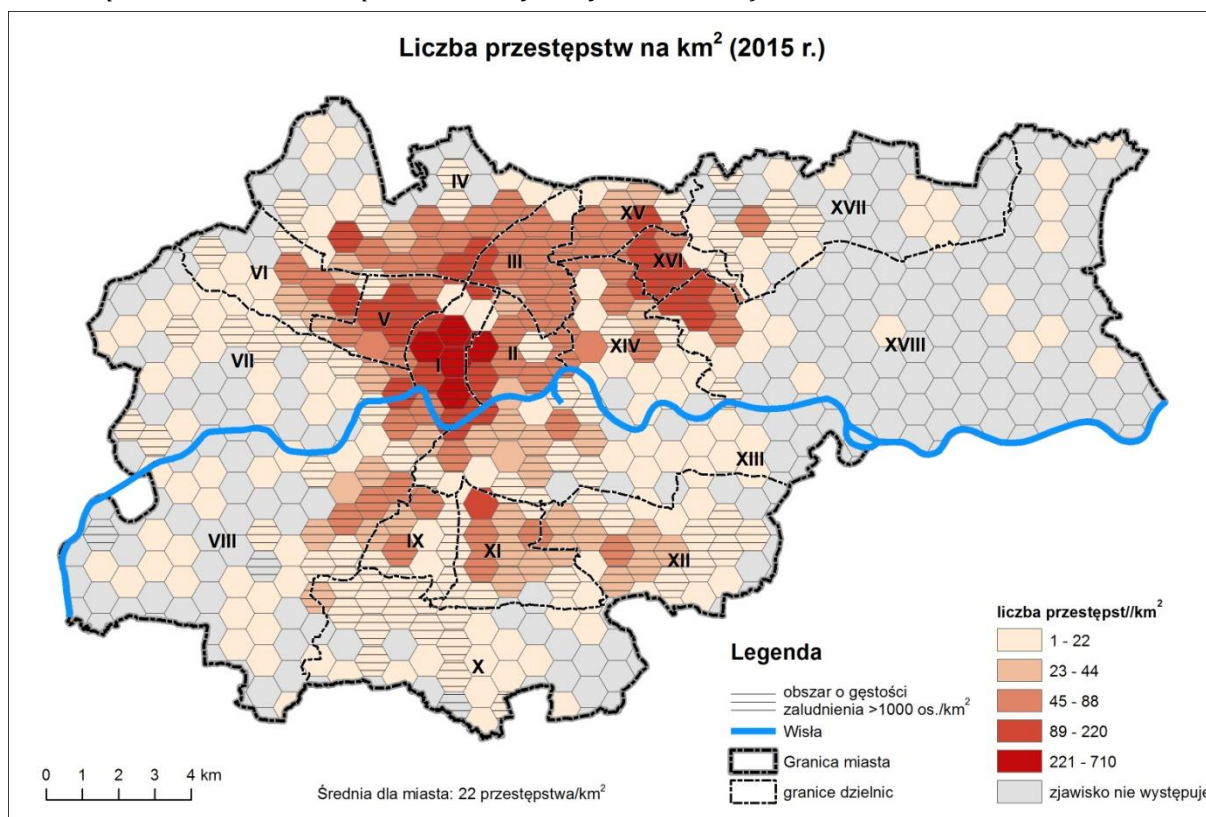 Liczba przestępstw na km² (2015 r.)
IV
XV
XVII
III
XVI
VI
V
II
XIV
XVIII
VII
I
XIII
VIII
IX
XI
XII
X
Legenda
obszar o gęstości
zaludnienia >1000 os./km²
Wisła
Granica miasta
granice dzielnic
liczba przestępst//km²
1 - 22
23 - 44
45 - 88
89 - 220
221 - 710
zjawisko nie występuje
0 1 2 3 4 km
Średnia dla miasta: 22 przestępstwa/km²